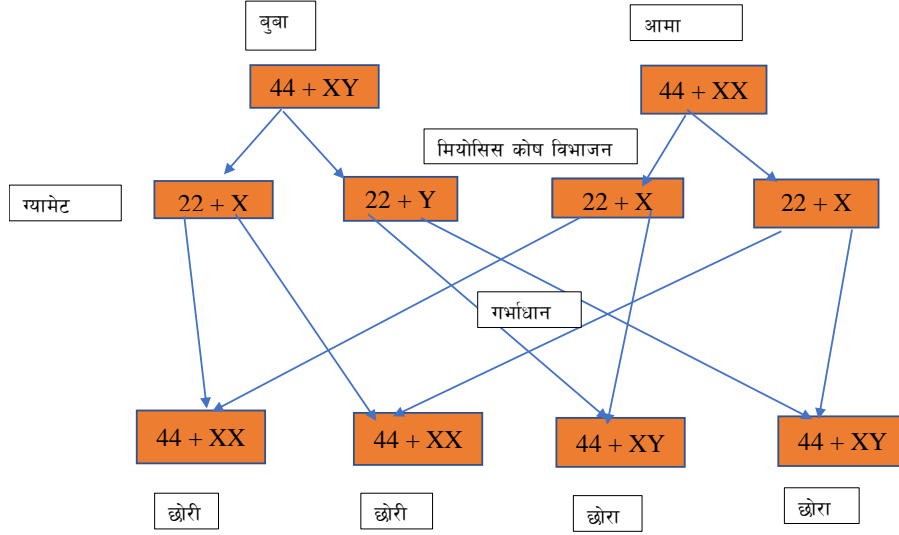 बुबा
आमा
44 + XY
44 + XX
मियोसिस कोष विभाजन
ग्यामेट
22 + X
22 + Y
22 + X
22 + X
गर्भाधान
44 + XX
44 + XX
44 + XY
44 + XY
छोरी
छोरी
छोरा
छोरा